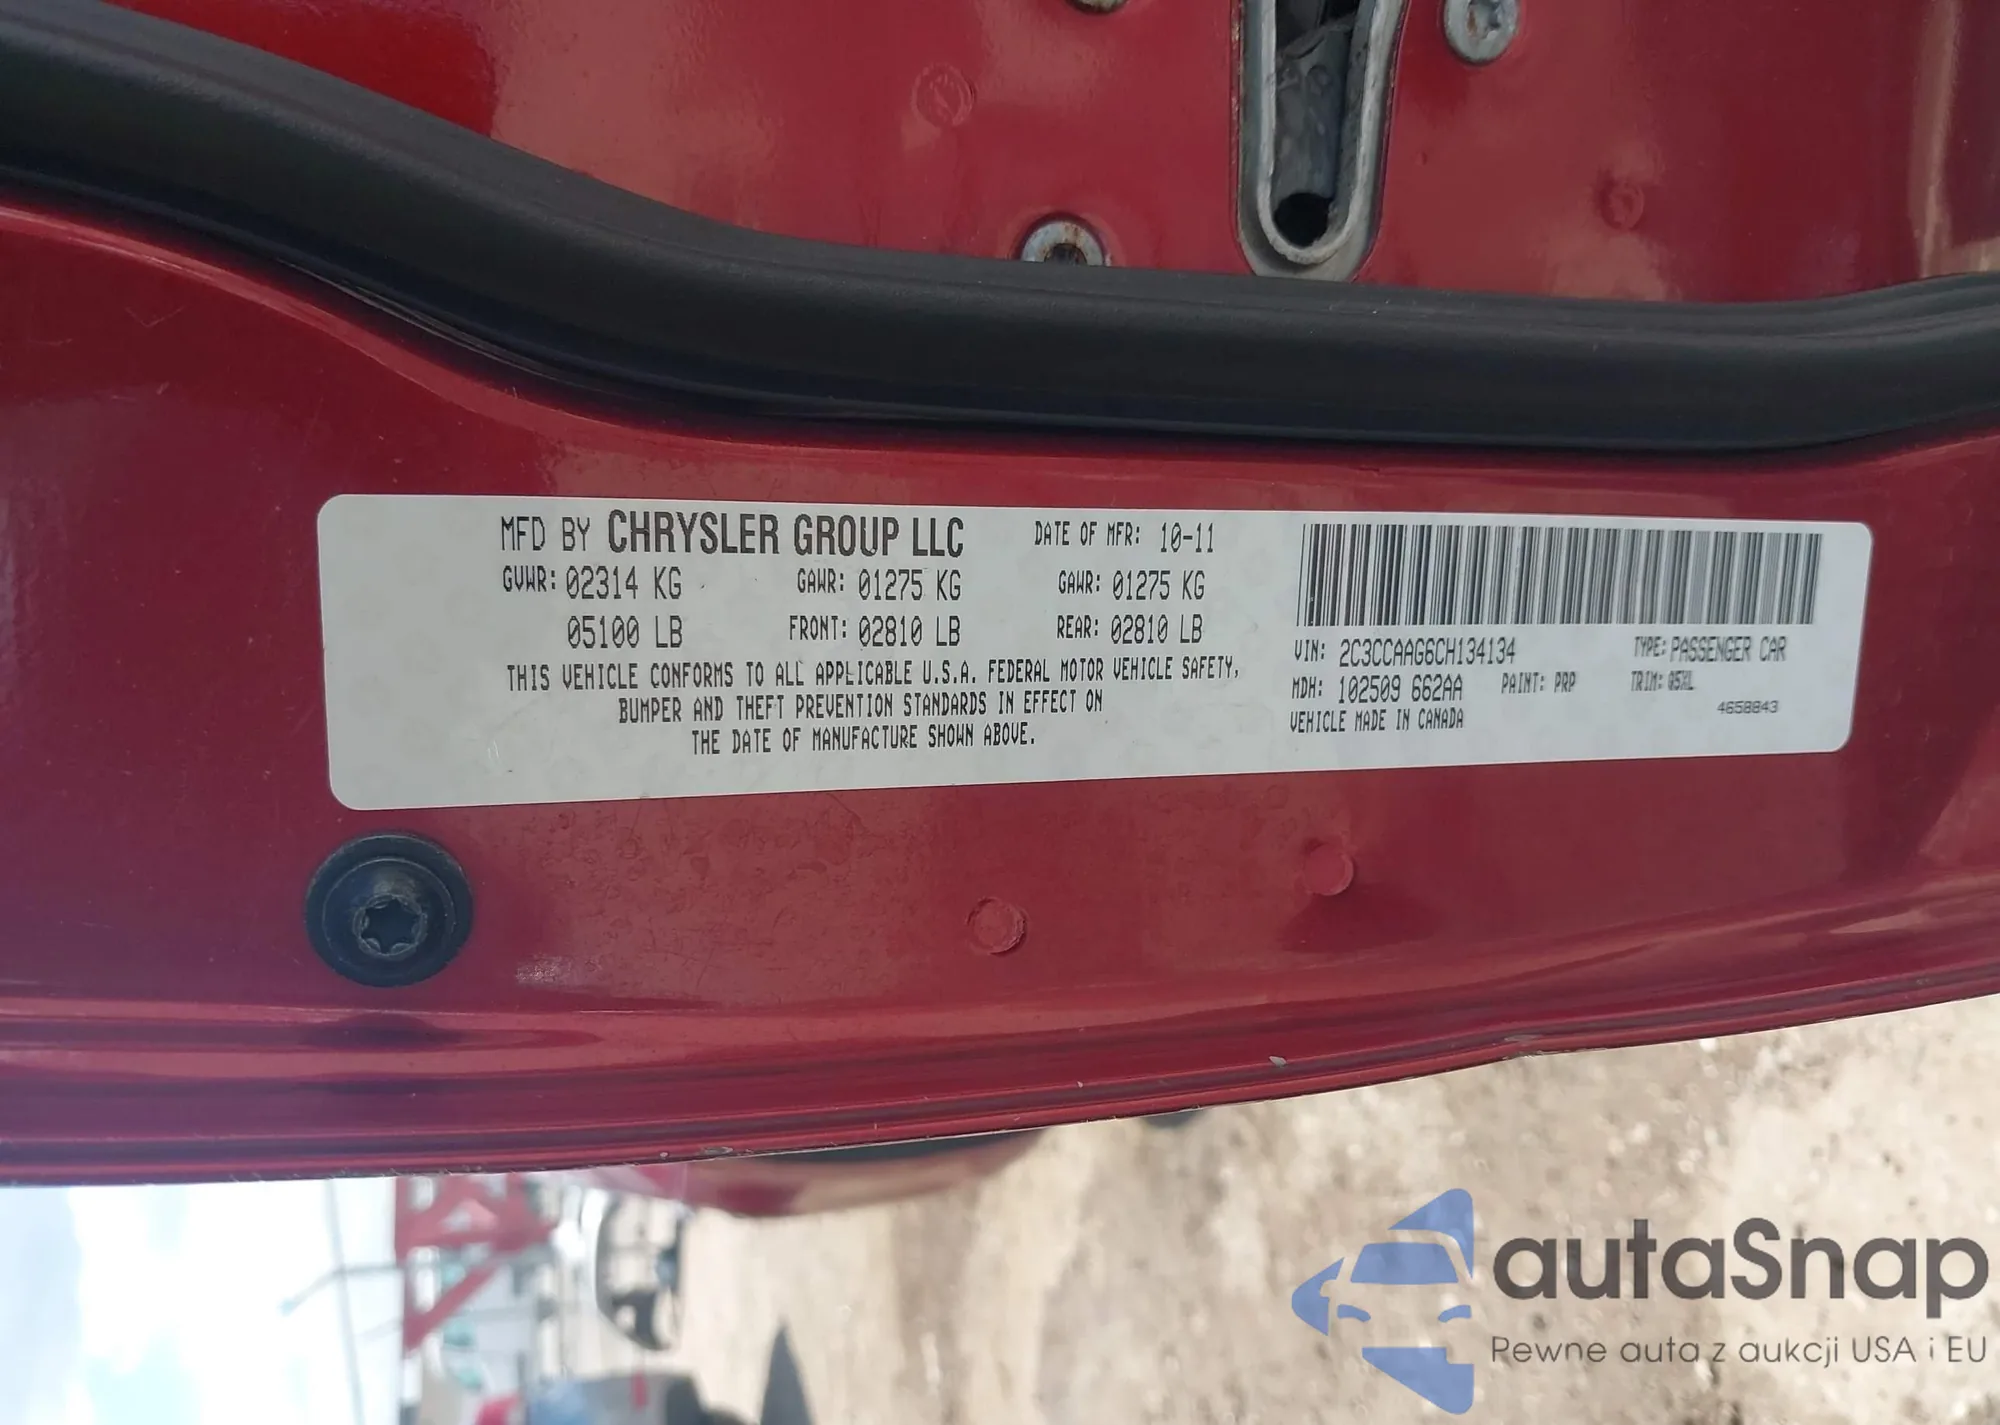 MFD BY CHRYSLER GROUP LLC DATE OF MFR: 10-11
GVWR: 02314 KG GAWR: 01275 KG GAWR: 01275 KG
05100 LB FRONT: 02810 LB REAR: 02810 LB
THIS VEHICLE CONFORMS TO ALL APPLICABLE U.S.A. FEDERAL MOTOR VEHICLE SAFETY,
BUMPER AND THEFT PREVENTION STANDARDS IN EFFECT ON
THE DATE OF MANUFACTURE SHOWN ABOVE.
VIN: 2C3CCAAG6CH134134 TYPE: PASSENGER CAR
MDH: 102509 662AA PAINT: PRP TRIM: Q5XL
VEHICLE MADE IN CANADA 4658843
autaSnap
Pewne auta z aukcji USA i EU